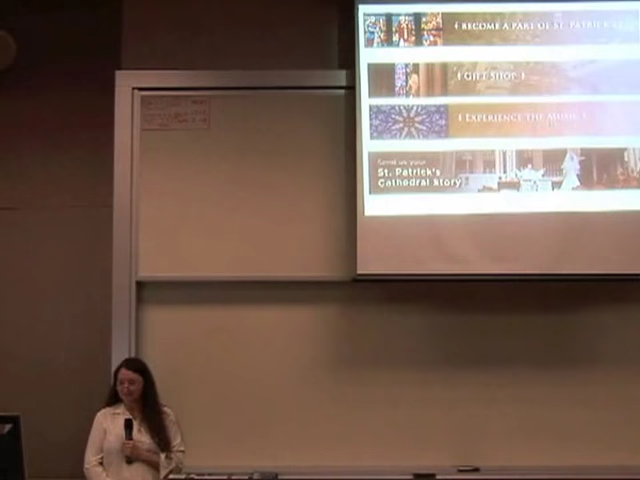 BECOME A PART OF ST. PATRICK'S
GIFT SHOP
EXPERIENCE THE MUSIC
Send us your
St. Patrick's
Cathedral Story